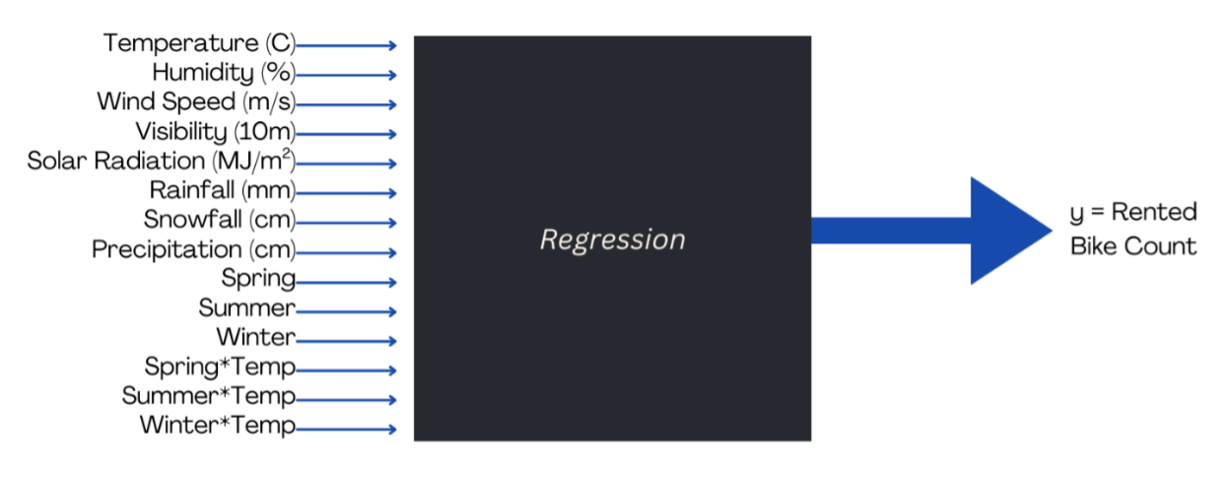 Temperature (C)
Humidity (%)
Wind Speed (m/s)
Visibility (10m)
Solar Radiation (MJ/m²)
Rainfall (mm)
Snowfall (cm)
Precipitation (cm)
Spring
Summer
Winter
Spring*Temp
Summer*Temp
Winter*Temp
Regression
y = Rented
Bike Count